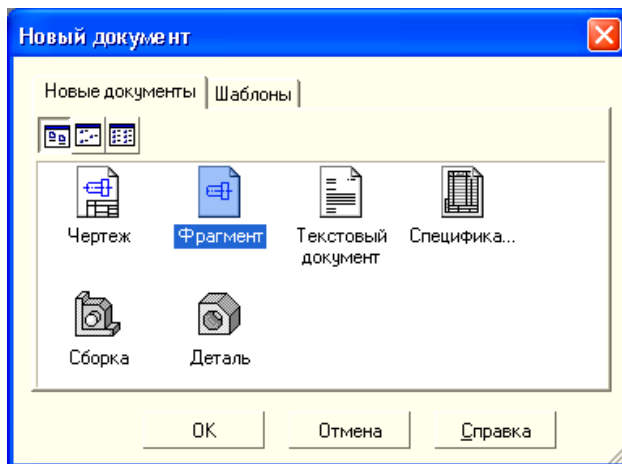 Новый документ
Новые документы Шаблоны
Чертеж Фрагмент Текстовый документ Специфика...
Сборка Деталь
OK Отмена Справка